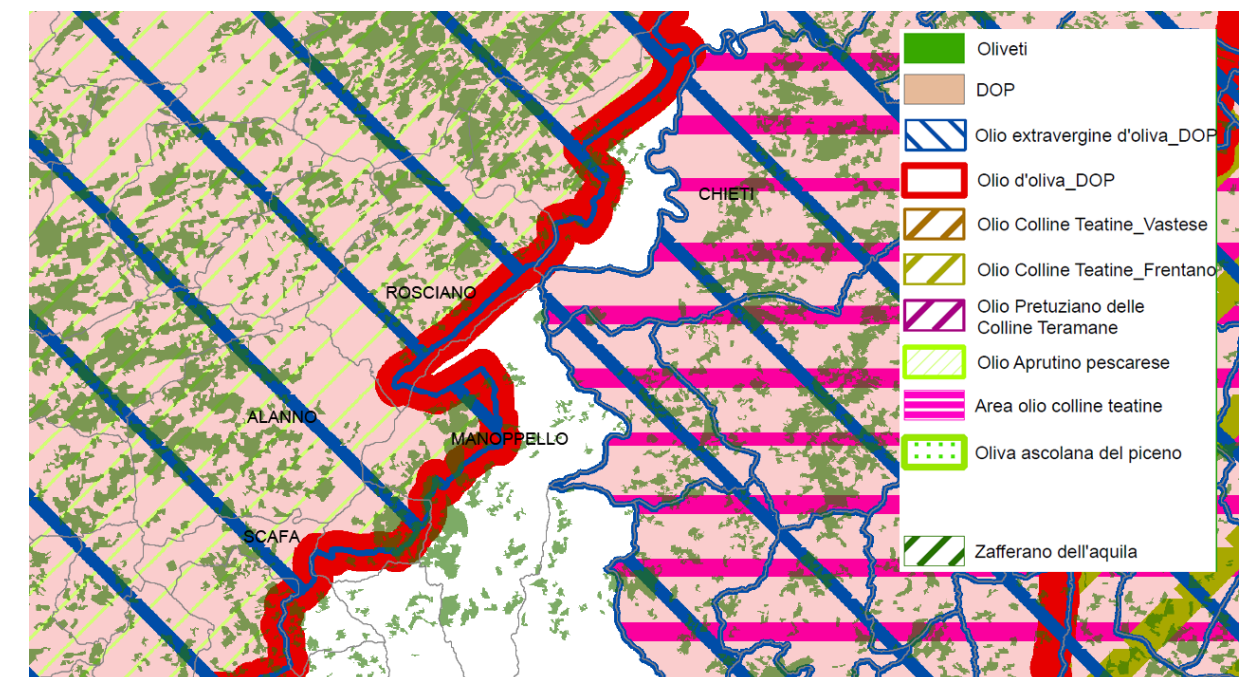 CHIETI
ROSCIANO
ALANNO
MANOPPELLO
SCAFA
Oliveti
DOP
Olio extravergine d'oliva_DOP
Olio d'oliva_DOP
Olio Colline Teatine_Vastese
Olio Colline Teatine_Frentano
Olio Pretuziano delle
Colline Teramane
Olio Aprutino pescarese
Area olio colline teatine
Oliva ascolana del piceno
Zafferano dell'aquila